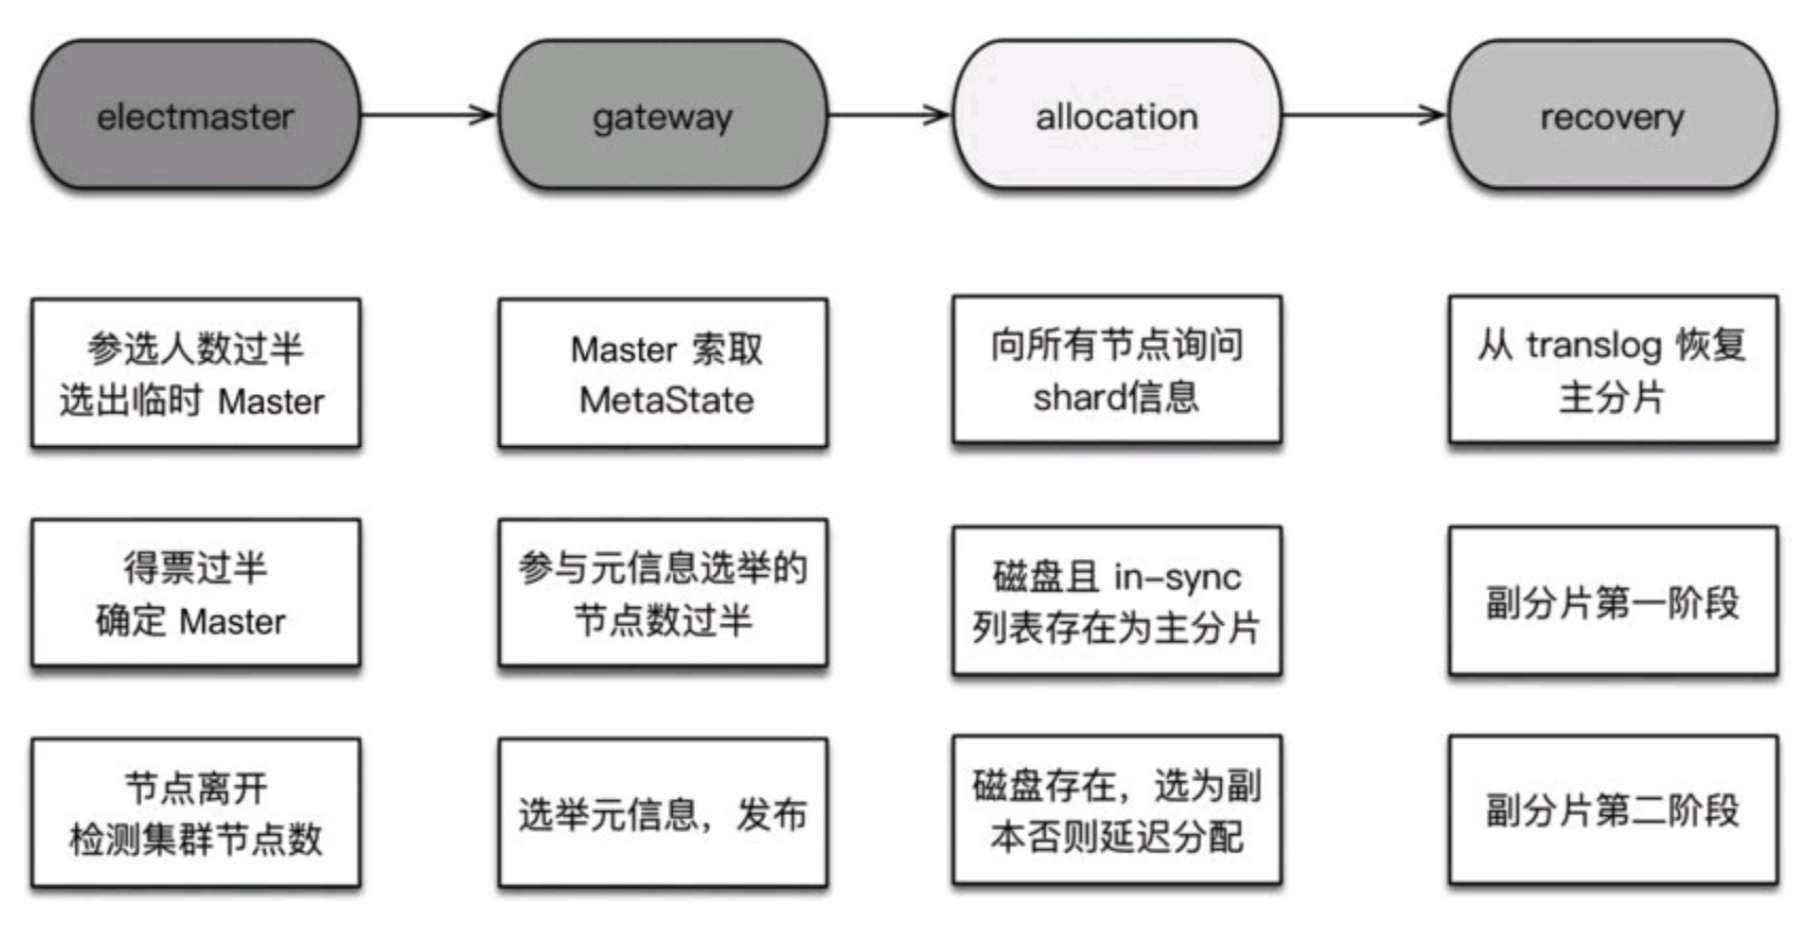 electmaster
gateway
allocation
recovery
参选人数过半
选出临时 Master
Master 索取
MetaState
向所有节点询问
shard信息
从 translog 恢复
主分片
得票过半
确定 Master
参与元信息选举的
节点数过半
磁盘且 in-sync
列表存在为主分片
副分片第一阶段
节点离开
检测集群节点数
选举元信息，发布
磁盘存在，选为副
本否则延迟分配
副分片第二阶段